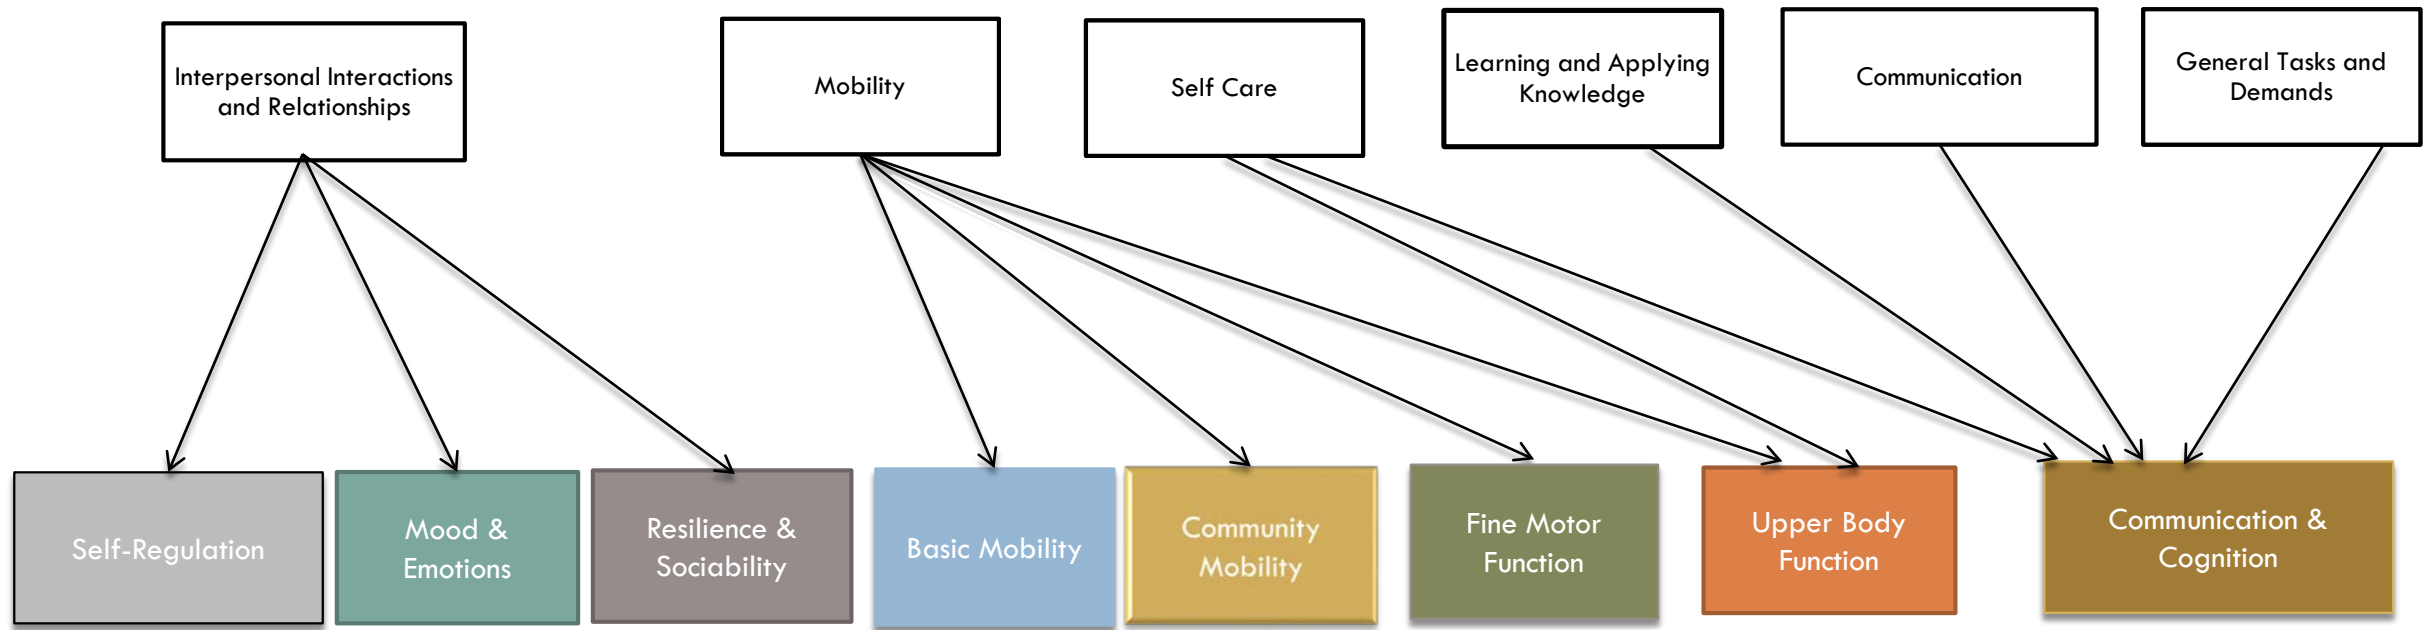 Interpersonal Interactions
and Relationships
Mobility
Self Care
Learning and Applying
Knowledge
Communication
General Tasks and
Demands
Self-Regulation
Mood &
Emotions
Resilience &
Sociability
Basic Mobility
Community
Mobility
Fine Motor
Function
Upper Body
Function
Communication &
Cognition